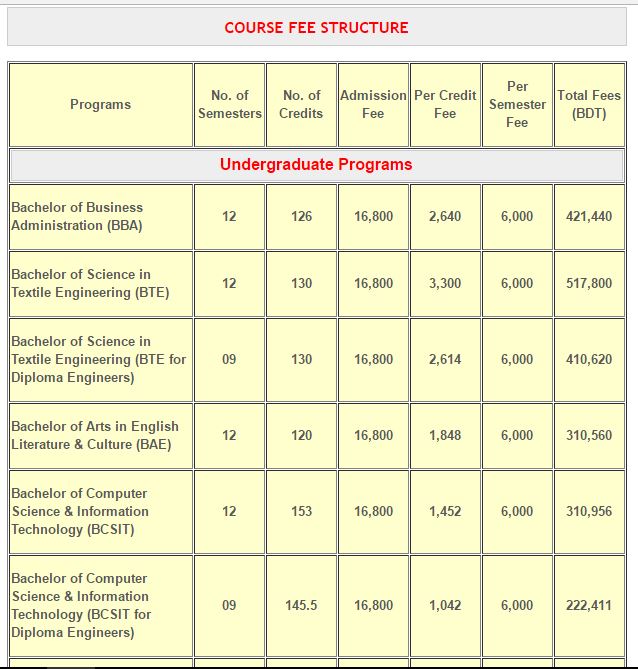 COURSE FEE STRUCTURE
Programs
No. of
Semesters
No. of
Credits
Admission
Fee
Per Credit
Fee
Per
Semester
Fee
Total Fees
(BDT)
Undergraduate Programs
Bachelor of Business
Administration (BBA)
12
126
16,800
2,640
6,000
421,440
Bachelor of Science in
Textile Engineering (BTE)
12
130
16,800
3,300
6,000
517,800
Bachelor of Science in
Textile Engineering (BTE for
Diploma Engineers)
09
130
16,800
2,614
6,000
410,620
Bachelor of Arts in English
Literature & Culture (BAE)
12
120
16,800
1,848
6,000
310,560
Bachelor of Computer
Science & Information
Technology (BCSIT)
12
153
16,800
1,452
6,000
310,956
Bachelor of Computer
Science & Information
Technology (BCSIT for
Diploma Engineers)
09
145.5
16,800
1,042
6,000
222,411